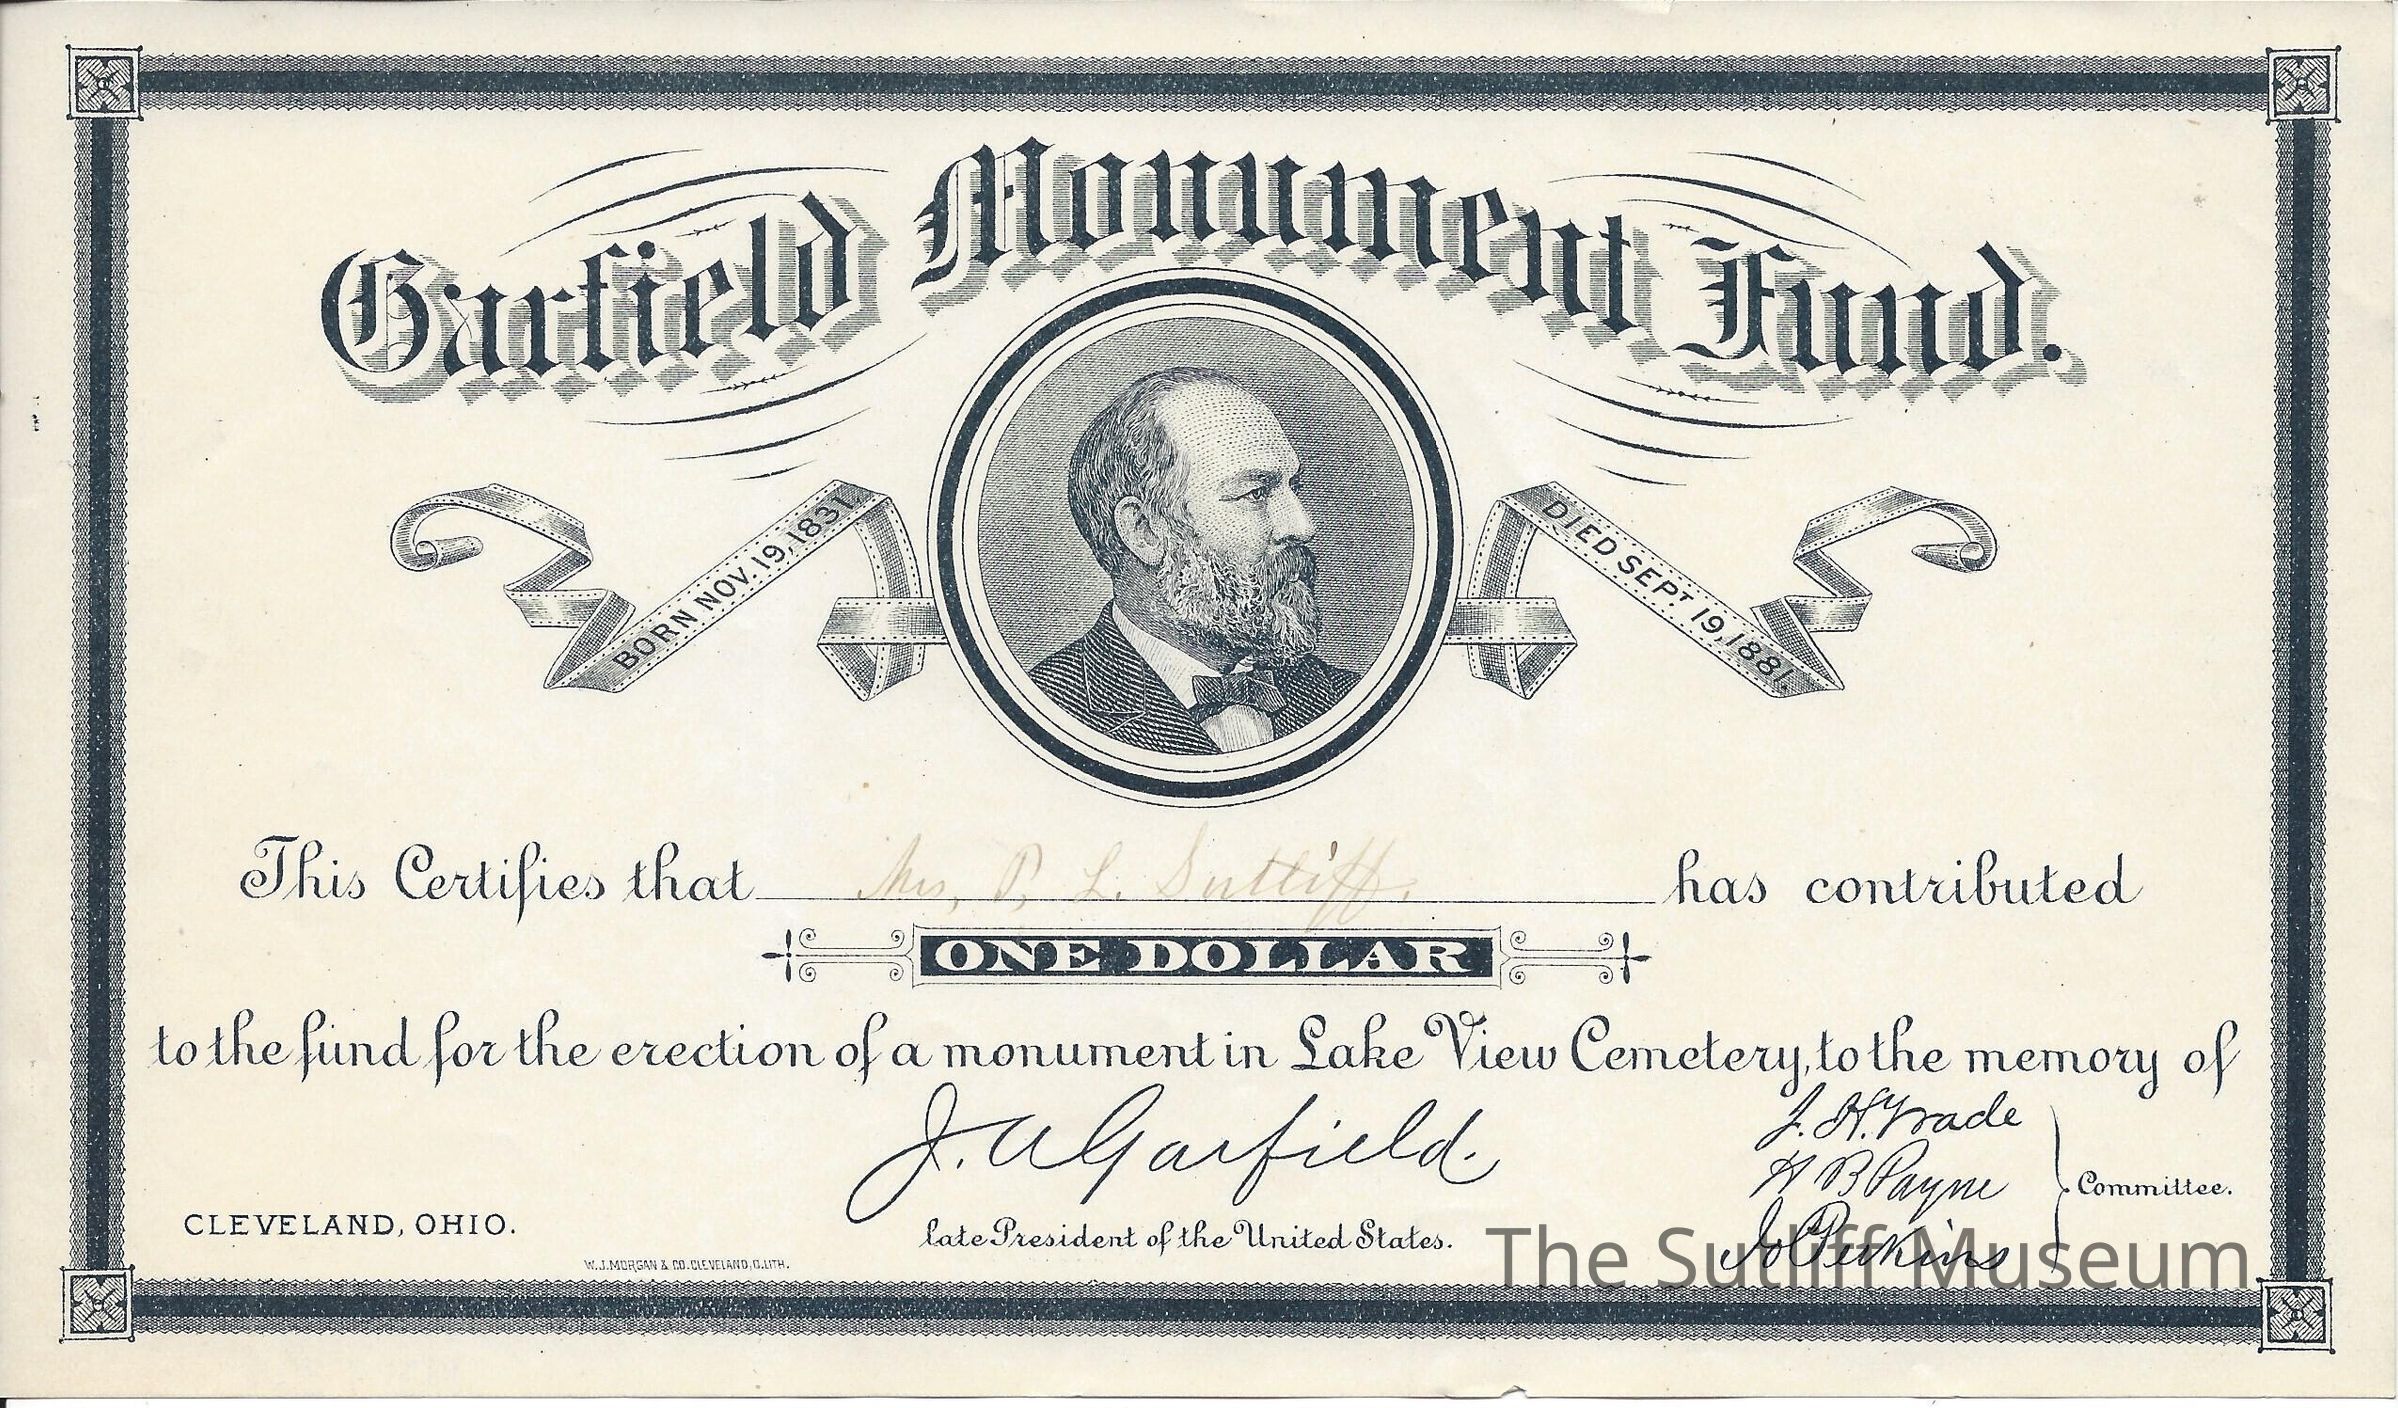 Garfield Monument Fund.
BORN NOV. 19, 1831.
DIED SEPT 19, 1881.
This Certifies that Mrs, P, L. Sutliff. has contributed
ONE DOLLAR
to the fund for the erection of a monument in Lake View Cemetery, to the memory of
J. A Garfield.
late President of the United States.
J. H. Wade
H B Payne
Jos Perkins
Committee.
CLEVELAND, OHIO.
W. J. MORGAN & CO. CLEVELAND, O. LITH.
The Sutliff Museum